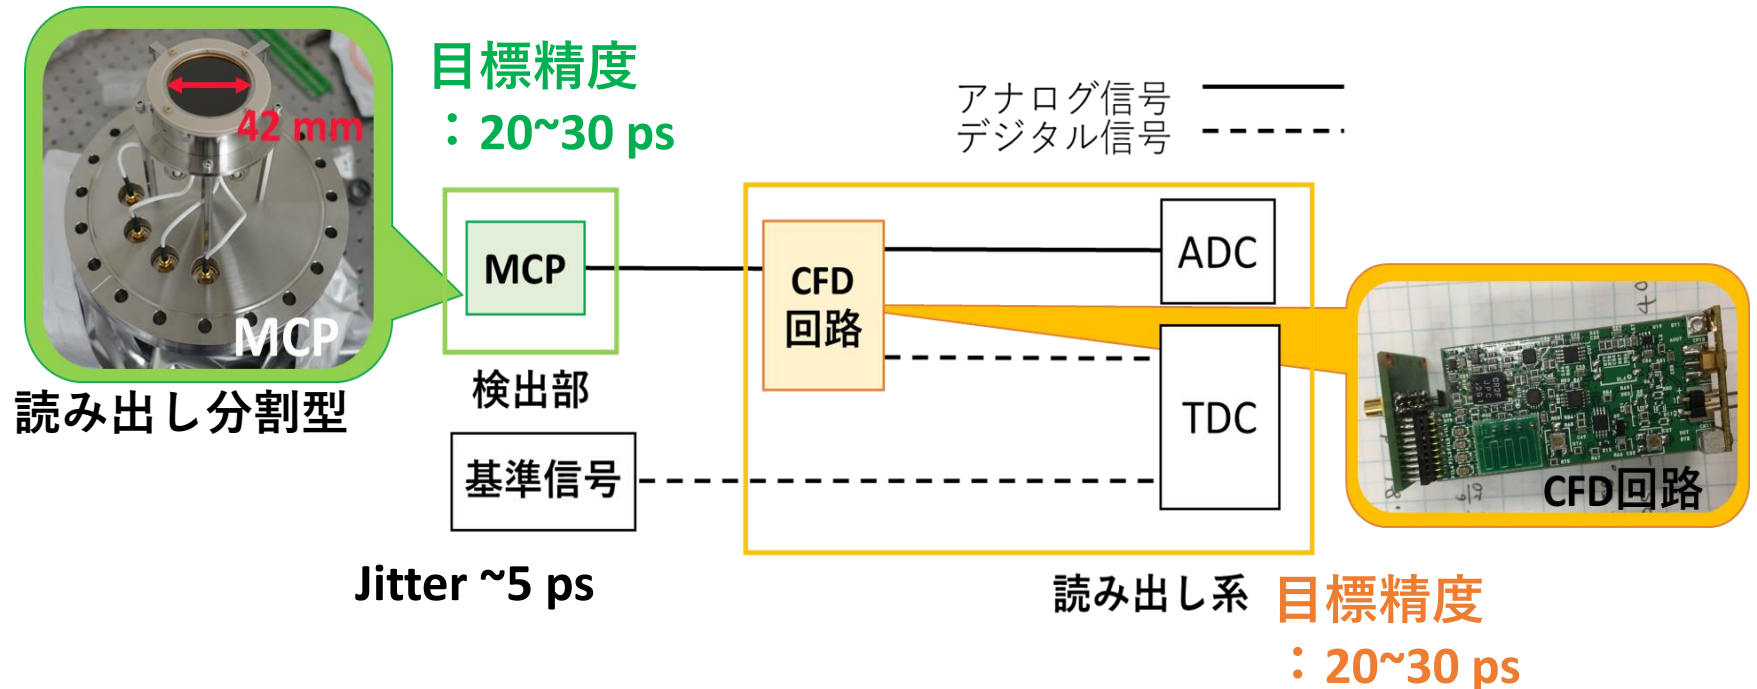 42 mm
MCP
読み出し分割型
目標精度
：20~30 ps
アナログ信号
デジタル信号
MCP
検出部
CFD
回路
ADC
TDC
基準信号
Jitter ~5 ps
読み出し系
目標精度
：20~30 ps
CFD回路